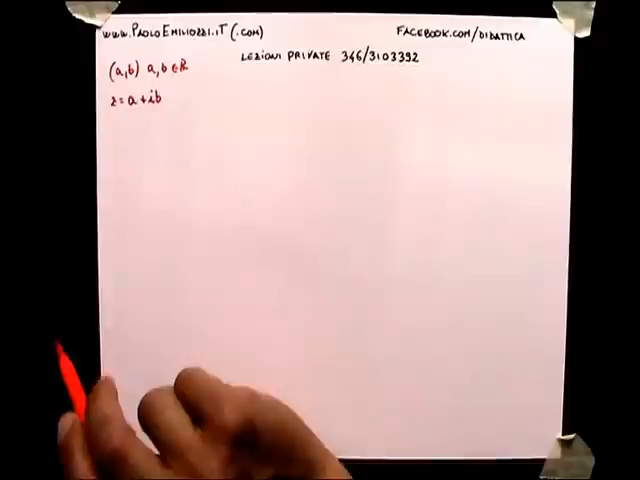 www.PaoloEmiliozzi.iT (.com)
FACEBOOK.com/DIDATTICA
LEZIONI PRIVATE 346/3103392
(a,b) a,b ∈ ℝ
z = a + ib